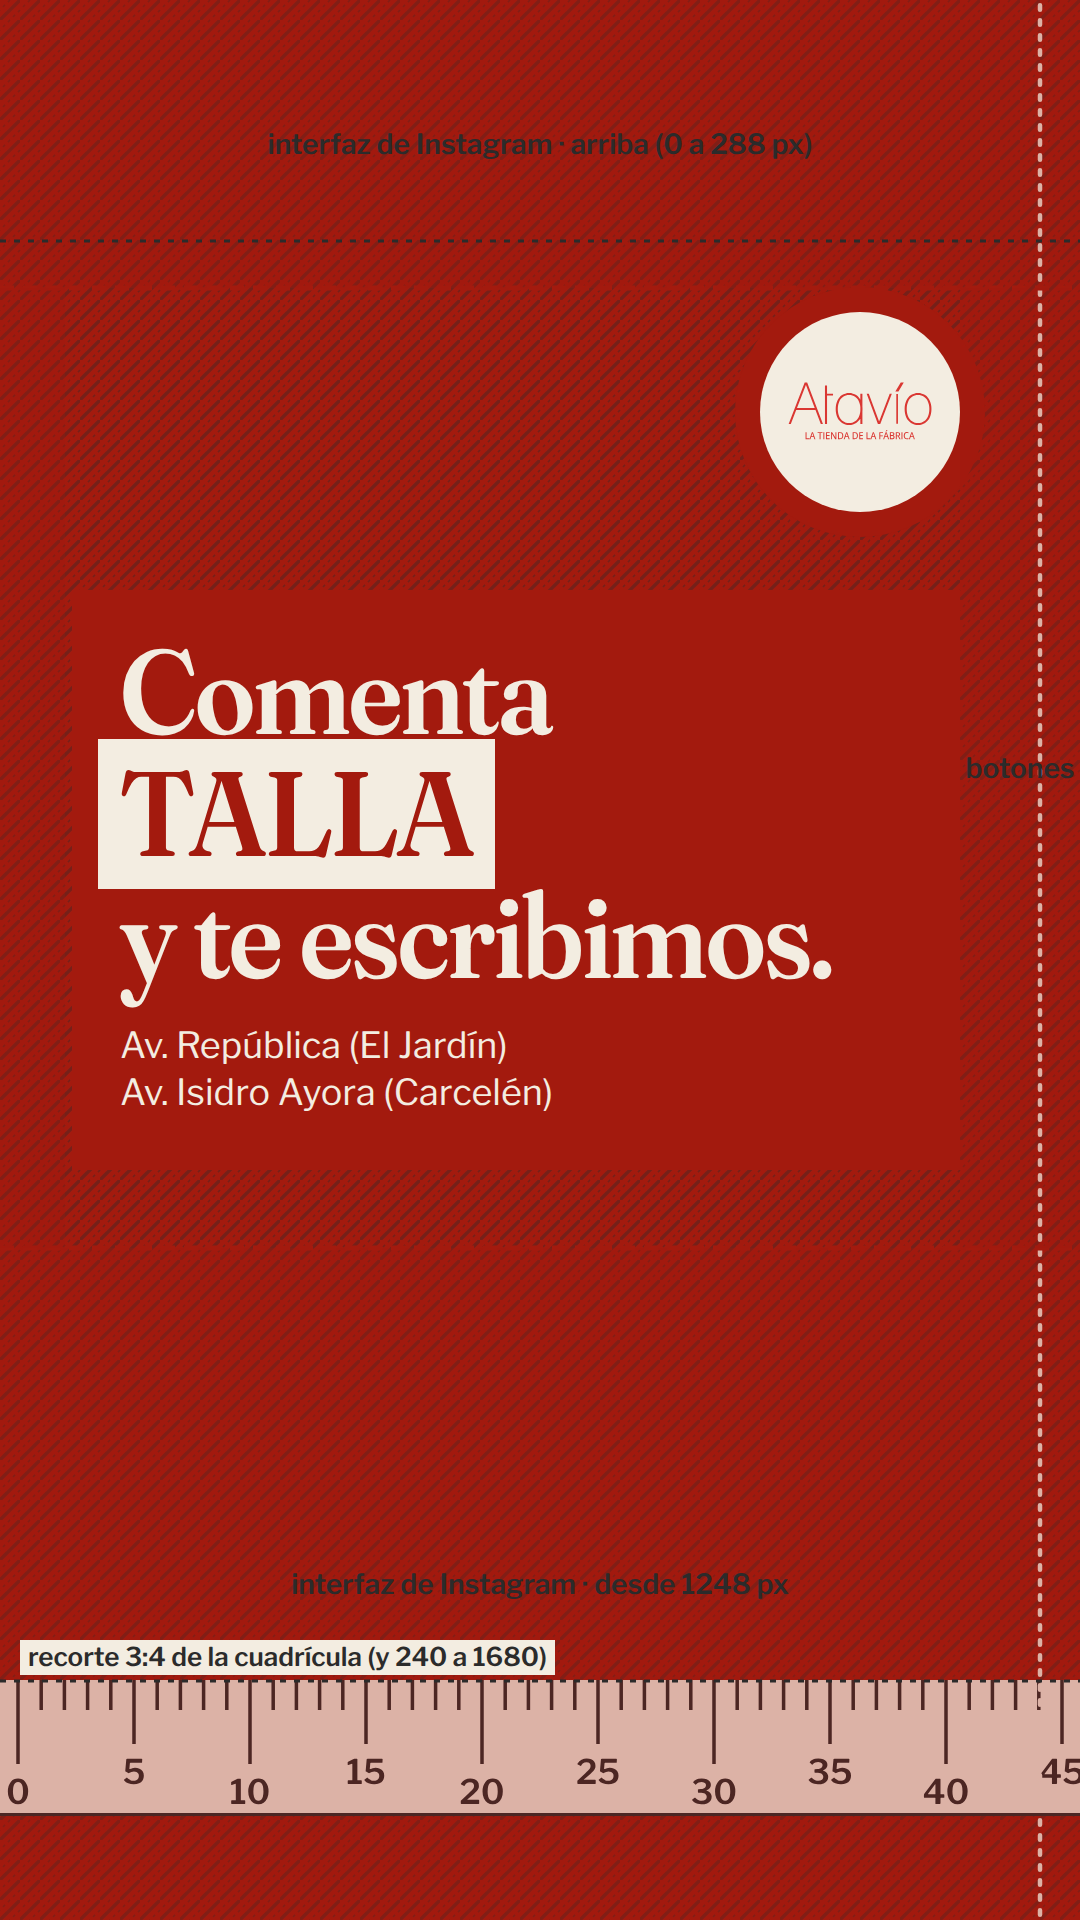 interfaz de Instagram · arriba (0 a 288 px)
Atavío
LA TIENDA DE LA FÁBRICA
Comenta
TALLA
botones
y te escribimos.
Av. República (El Jardín)
Av. Isidro Ayora (Carcelén)
interfaz de Instagram · desde 1248 px
recorte 3:4 de la cuadrícula (y 240 a 1680)
0 5 10 15 20 25 30 35 40 45